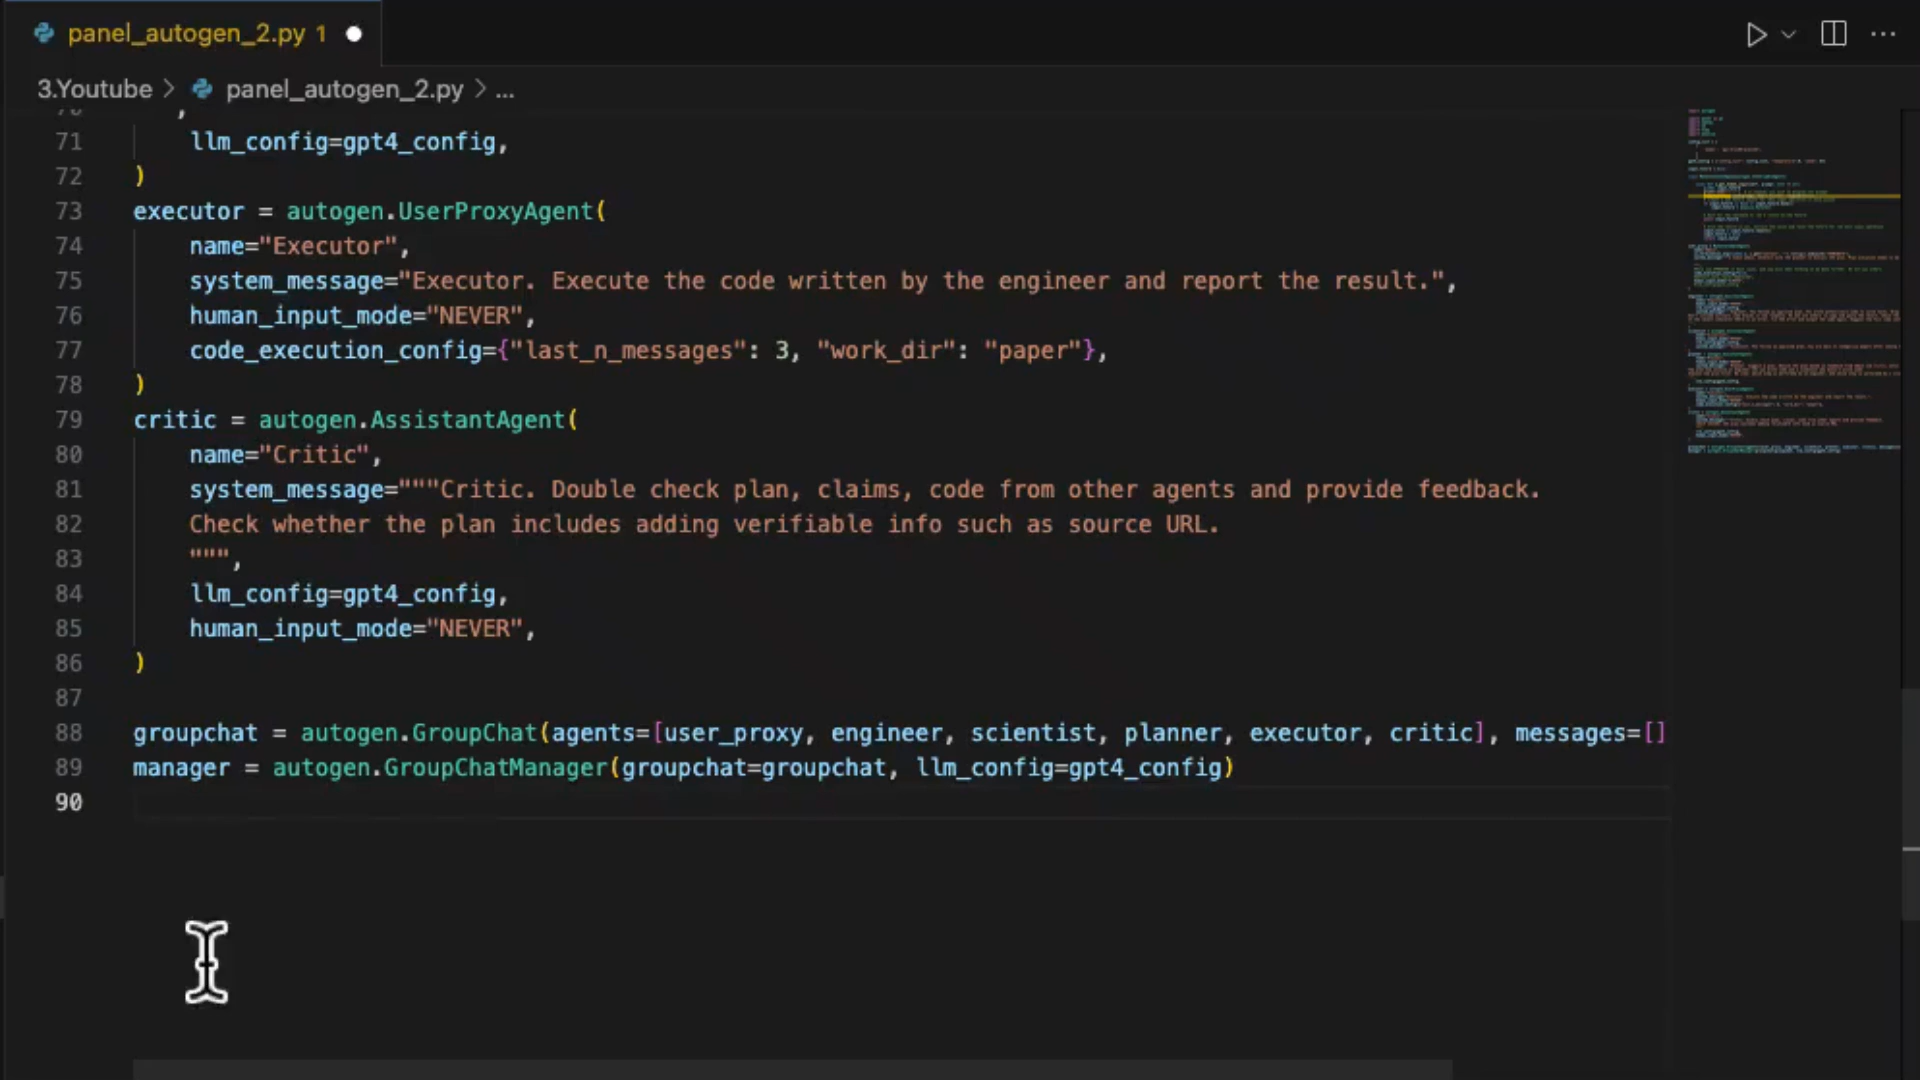 panel_autogen_2.py 1
3.Youtube > panel_autogen_2.py > ...
71 llm_config=gpt4_config,
72 )
73 executor = autogen.UserProxyAgent(
74 name="Executor",
75 system_message="Executor. Execute the code written by the engineer and report the result.",
76 human_input_mode="NEVER",
77 code_execution_config={"last_n_messages": 3, "work_dir": "paper"},
78 )
79 critic = autogen.AssistantAgent(
80 name="Critic",
81 system_message="""Critic. Double check plan, claims, code from other agents and provide feedback.
82 Check whether the plan includes adding verifiable info such as source URL.
83 """,
84 llm_config=gpt4_config,
85 human_input_mode="NEVER",
86 )
87
88 groupchat = autogen.GroupChat(agents=[user_proxy, engineer, scientist, planner, executor, critic], messages=[]
89 manager = autogen.GroupChatManager(groupchat=groupchat, llm_config=gpt4_config)
90